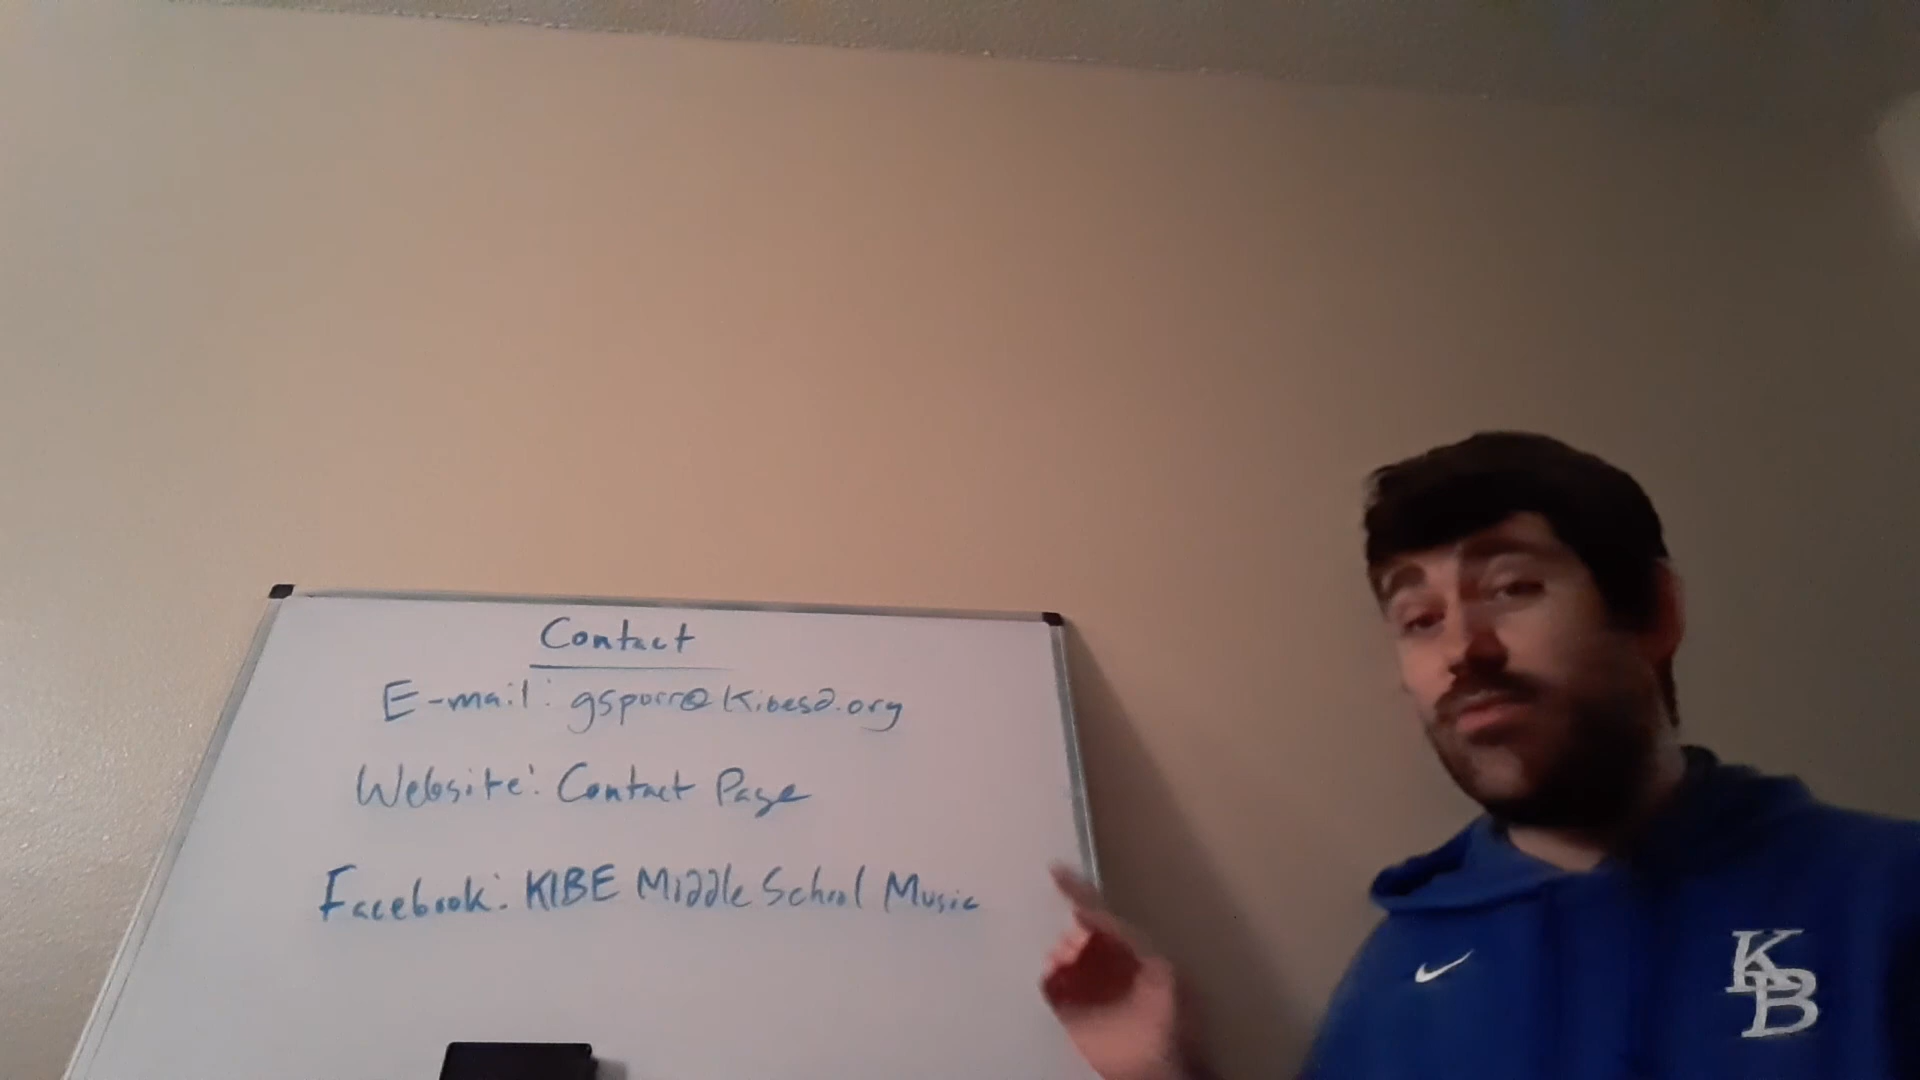 Contact
E-mail: gsporr@kibesd.org
Website: Contact Page
Facebook: KIBE Middle School Music
KB